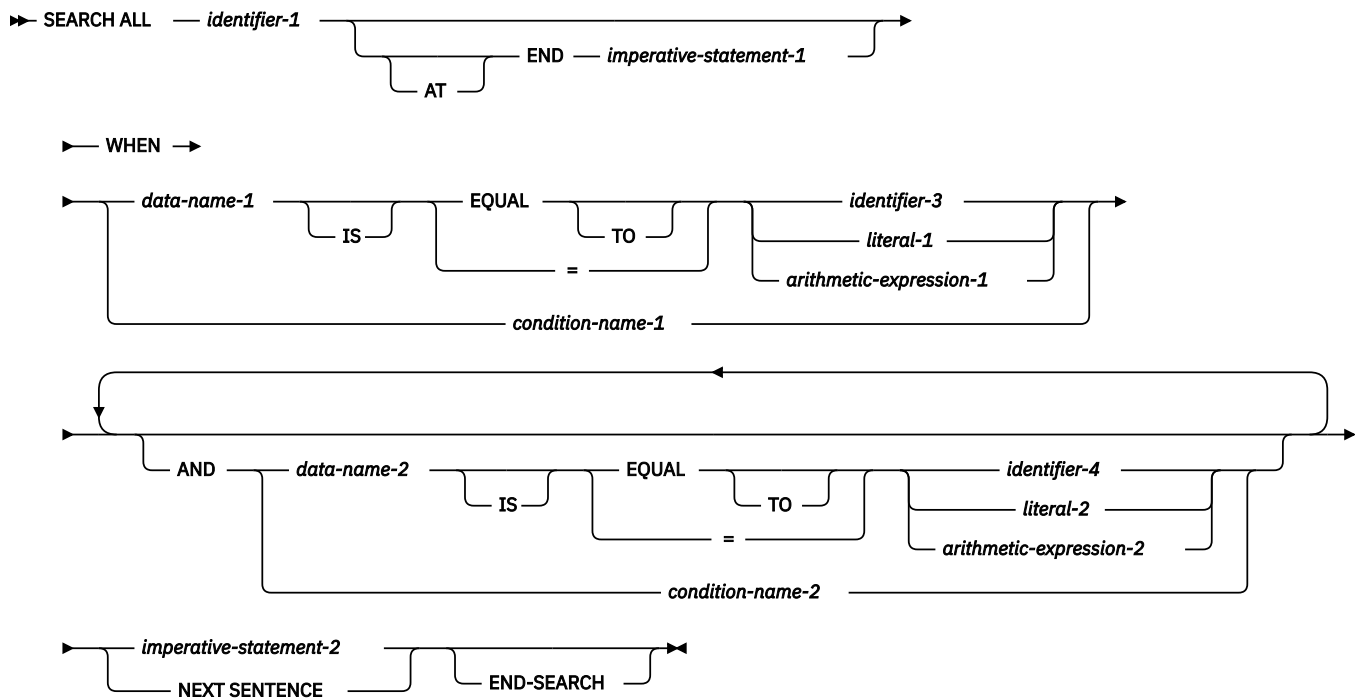 SEARCH ALL identifier-1
END imperative-statement-1
AT
WHEN
data-name-1 EQUAL identifier-3
IS TO literal-1
= arithmetic-expression-1
condition-name-1
AND data-name-2 EQUAL identifier-4
IS TO literal-2
= arithmetic-expression-2
condition-name-2
imperative-statement-2
NEXT SENTENCE END-SEARCH